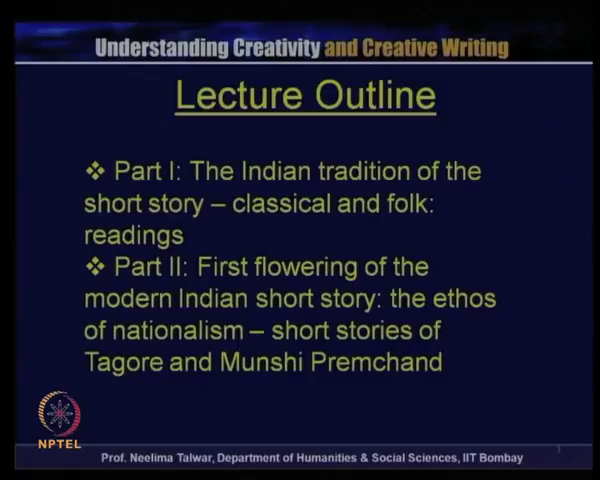 Understanding Creativity and Creative Writing
Lecture Outline
❖ Part I: The Indian tradition of the
short story – classical and folk:
readings
❖ Part II: First flowering of the
modern Indian short story: the ethos
of nationalism – short stories of
Tagore and Munshi Premchand
NPTEL
3
Prof. Neelima Talwar, Department of Humanities & Social Sciences, IIT Bombay